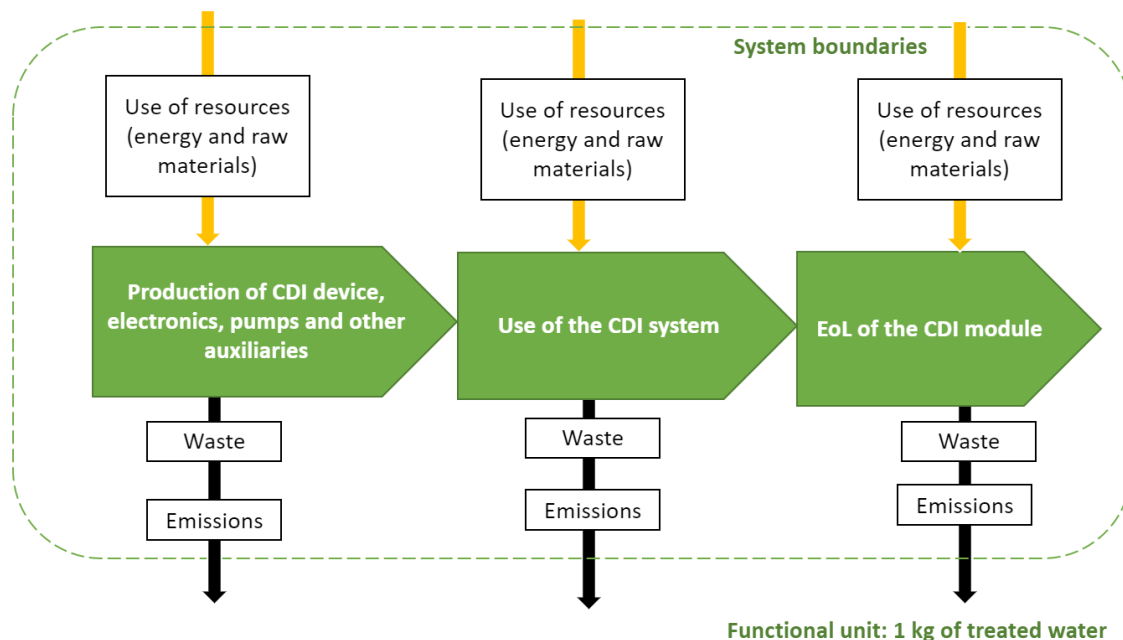 System boundaries
Use of resources
(energy and raw
materials)
Use of resources
(energy and raw
materials)
Use of resources
(energy and raw
materials)
Production of CDI device,
electronics, pumps and other
auxiliaries
Use of the CDI system
EoL of the CDI module
Waste
Waste
Waste
Emissions
Emissions
Emissions
Functional unit: 1 kg of treated water